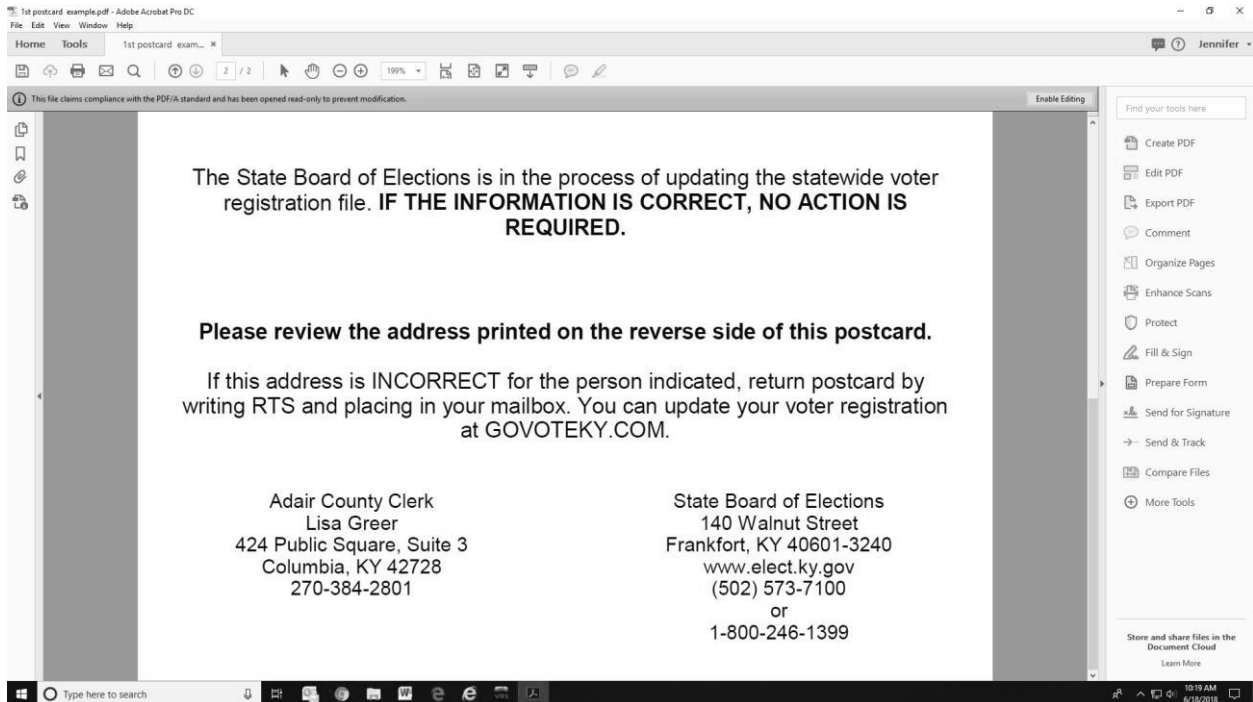 1st postcard example.pdf - Adobe Acrobat Pro DC
File Edit View Window Help
Home Tools 1st postcard exam... × Jennifer
2 / 2 199%
This file claims compliance with the PDF/A standard and has been opened read-only to prevent modification. Enable Editing
The State Board of Elections is in the process of updating the statewide voter
registration file. IF THE INFORMATION IS CORRECT, NO ACTION IS
REQUIRED.
Please review the address printed on the reverse side of this postcard.
If this address is INCORRECT for the person indicated, return postcard by
writing RTS and placing in your mailbox. You can update your voter registration
at GOVOTEKY.COM.
Adair County Clerk
Lisa Greer
424 Public Square, Suite 3
Columbia, KY 42728
270-384-2801
State Board of Elections
140 Walnut Street
Frankfort, KY 40601-3240
www.elect.ky.gov
(502) 573-7100
or
1-800-246-1399
Find your tools here
Create PDF
Edit PDF
Export PDF
Comment
Organize Pages
Enhance Scans
Protect
Fill & Sign
Prepare Form
Send for Signature
Send & Track
Compare Files
More Tools
Store and share files in the
Document Cloud
Learn More
Type here to search
10:19 AM
6/18/2018